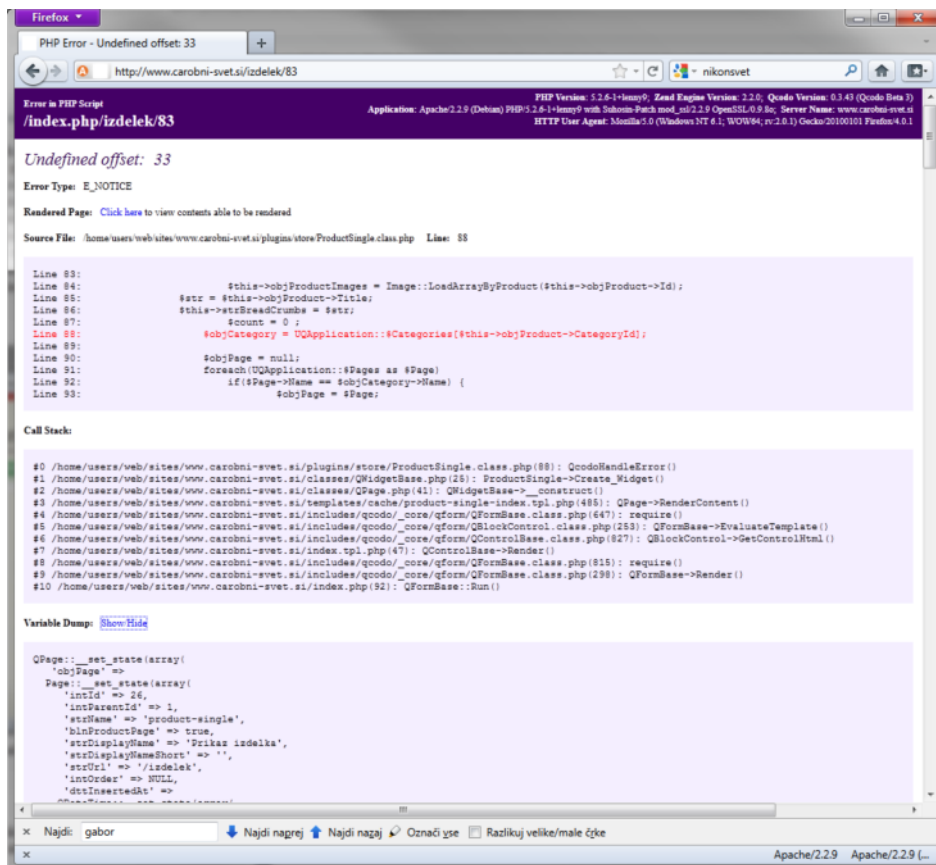 Firefox
PHP Error - Undefined offset: 33
+
http://www.carobni-svet.si/izdelek/83
nikonsvet
Error in PHP Script
/index.php/izdelek/83
PHP Version: 5.2.6-1+lenny9; Zend Engine Version: 2.2.0; Qcodo Version: 0.3.43 (Qcodo Beta 3)
Application: Apache/2.2.9 (Debian) PHP/5.2.6-1+lenny9 with Suhosin-Patch mod_ssl/2.2.9 OpenSSL/0.9.8o; Server Name: www.carobni-svet.si
HTTP User Agent: Mozilla/5.0 (Windows NT 6.1; WOW64; rv:2.0.1) Gecko/20100101 Firefox/4.0.1
Undefined offset: 33
Error Type: E_NOTICE
Rendered Page: Click here to view contents able to be rendered
Source File: /home/users/web/sites/www.carobni-svet.si/plugins/store/ProductSingle.class.php Line: 88
Line 83:
Line 84: $this->objProductImages = Image::LoadArrayByProduct($this->objProduct->Id);
Line 85: $str = $this->objProduct->Title;
Line 86: $this->strBreadCrumbs = $str;
Line 87: $count = 0 ;
Line 88: $objCategory = UQApplication::$Categories[$this->objProduct->CategoryId];
Line 89:
Line 90: $objPage = null;
Line 91: foreach(UQApplication::$Pages as $Page)
Line 92: if($Page->Name == $objCategory->Name) {
Line 93: $objPage = $Page;
Call Stack:
#0 /home/users/web/sites/www.carobni-svet.si/plugins/store/ProductSingle.class.php(88): QcodoHandleError()
#1 /home/users/web/sites/www.carobni-svet.si/classes/QWidgetBase.php(25): ProductSingle->Create_Widget()
#2 /home/users/web/sites/www.carobni-svet.si/classes/QPage.php(41): QWidgetBase->__construct()
#3 /home/users/web/sites/www.carobni-svet.si/templates/cache/product-single-index.tpl.php(485): QPage->RenderContent()
#4 /home/users/web/sites/www.carobni-svet.si/includes/qcodo/_core/qform/QFormBase.class.php(647): require()
#5 /home/users/web/sites/www.carobni-svet.si/includes/qcodo/_core/qform/QBlockControl.class.php(253): QFormBase->EvaluateTemplate()
#6 /home/users/web/sites/www.carobni-svet.si/includes/qcodo/_core/qform/QControlBase.class.php(827): QBlockControl->GetControlHtml()
#7 /home/users/web/sites/www.carobni-svet.si/index.tpl.php(47): QControlBase->Render()
#8 /home/users/web/sites/www.carobni-svet.si/includes/qcodo/_core/qform/QFormBase.class.php(815): require()
#9 /home/users/web/sites/www.carobni-svet.si/includes/qcodo/_core/qform/QFormBase.class.php(298): QFormBase->Render()
#10 /home/users/web/sites/www.carobni-svet.si/index.php(92): QFormBase::Run()
Variable Dump: Show/Hide
QPage::__set_state(array(
'objPage' =>
Page::__set_state(array(
'intId' => 26,
'intParentId' => 1,
'strName' => 'product-single',
'blnProductPage' => true,
'strDisplayName' => 'Prikaz izdelka',
'strDisplayNameShort' => '',
'strUrl' => '/izdelek',
'intOrder' => NULL,
'dttInsertedAt' =>
QDateTime::__set_state(array(
× Najdi: gabor Najdi naprej Najdi nazaj Označi vse Razlikuj velike/male črke
× Apache/2.2.9 Apache/2.2.9 (...